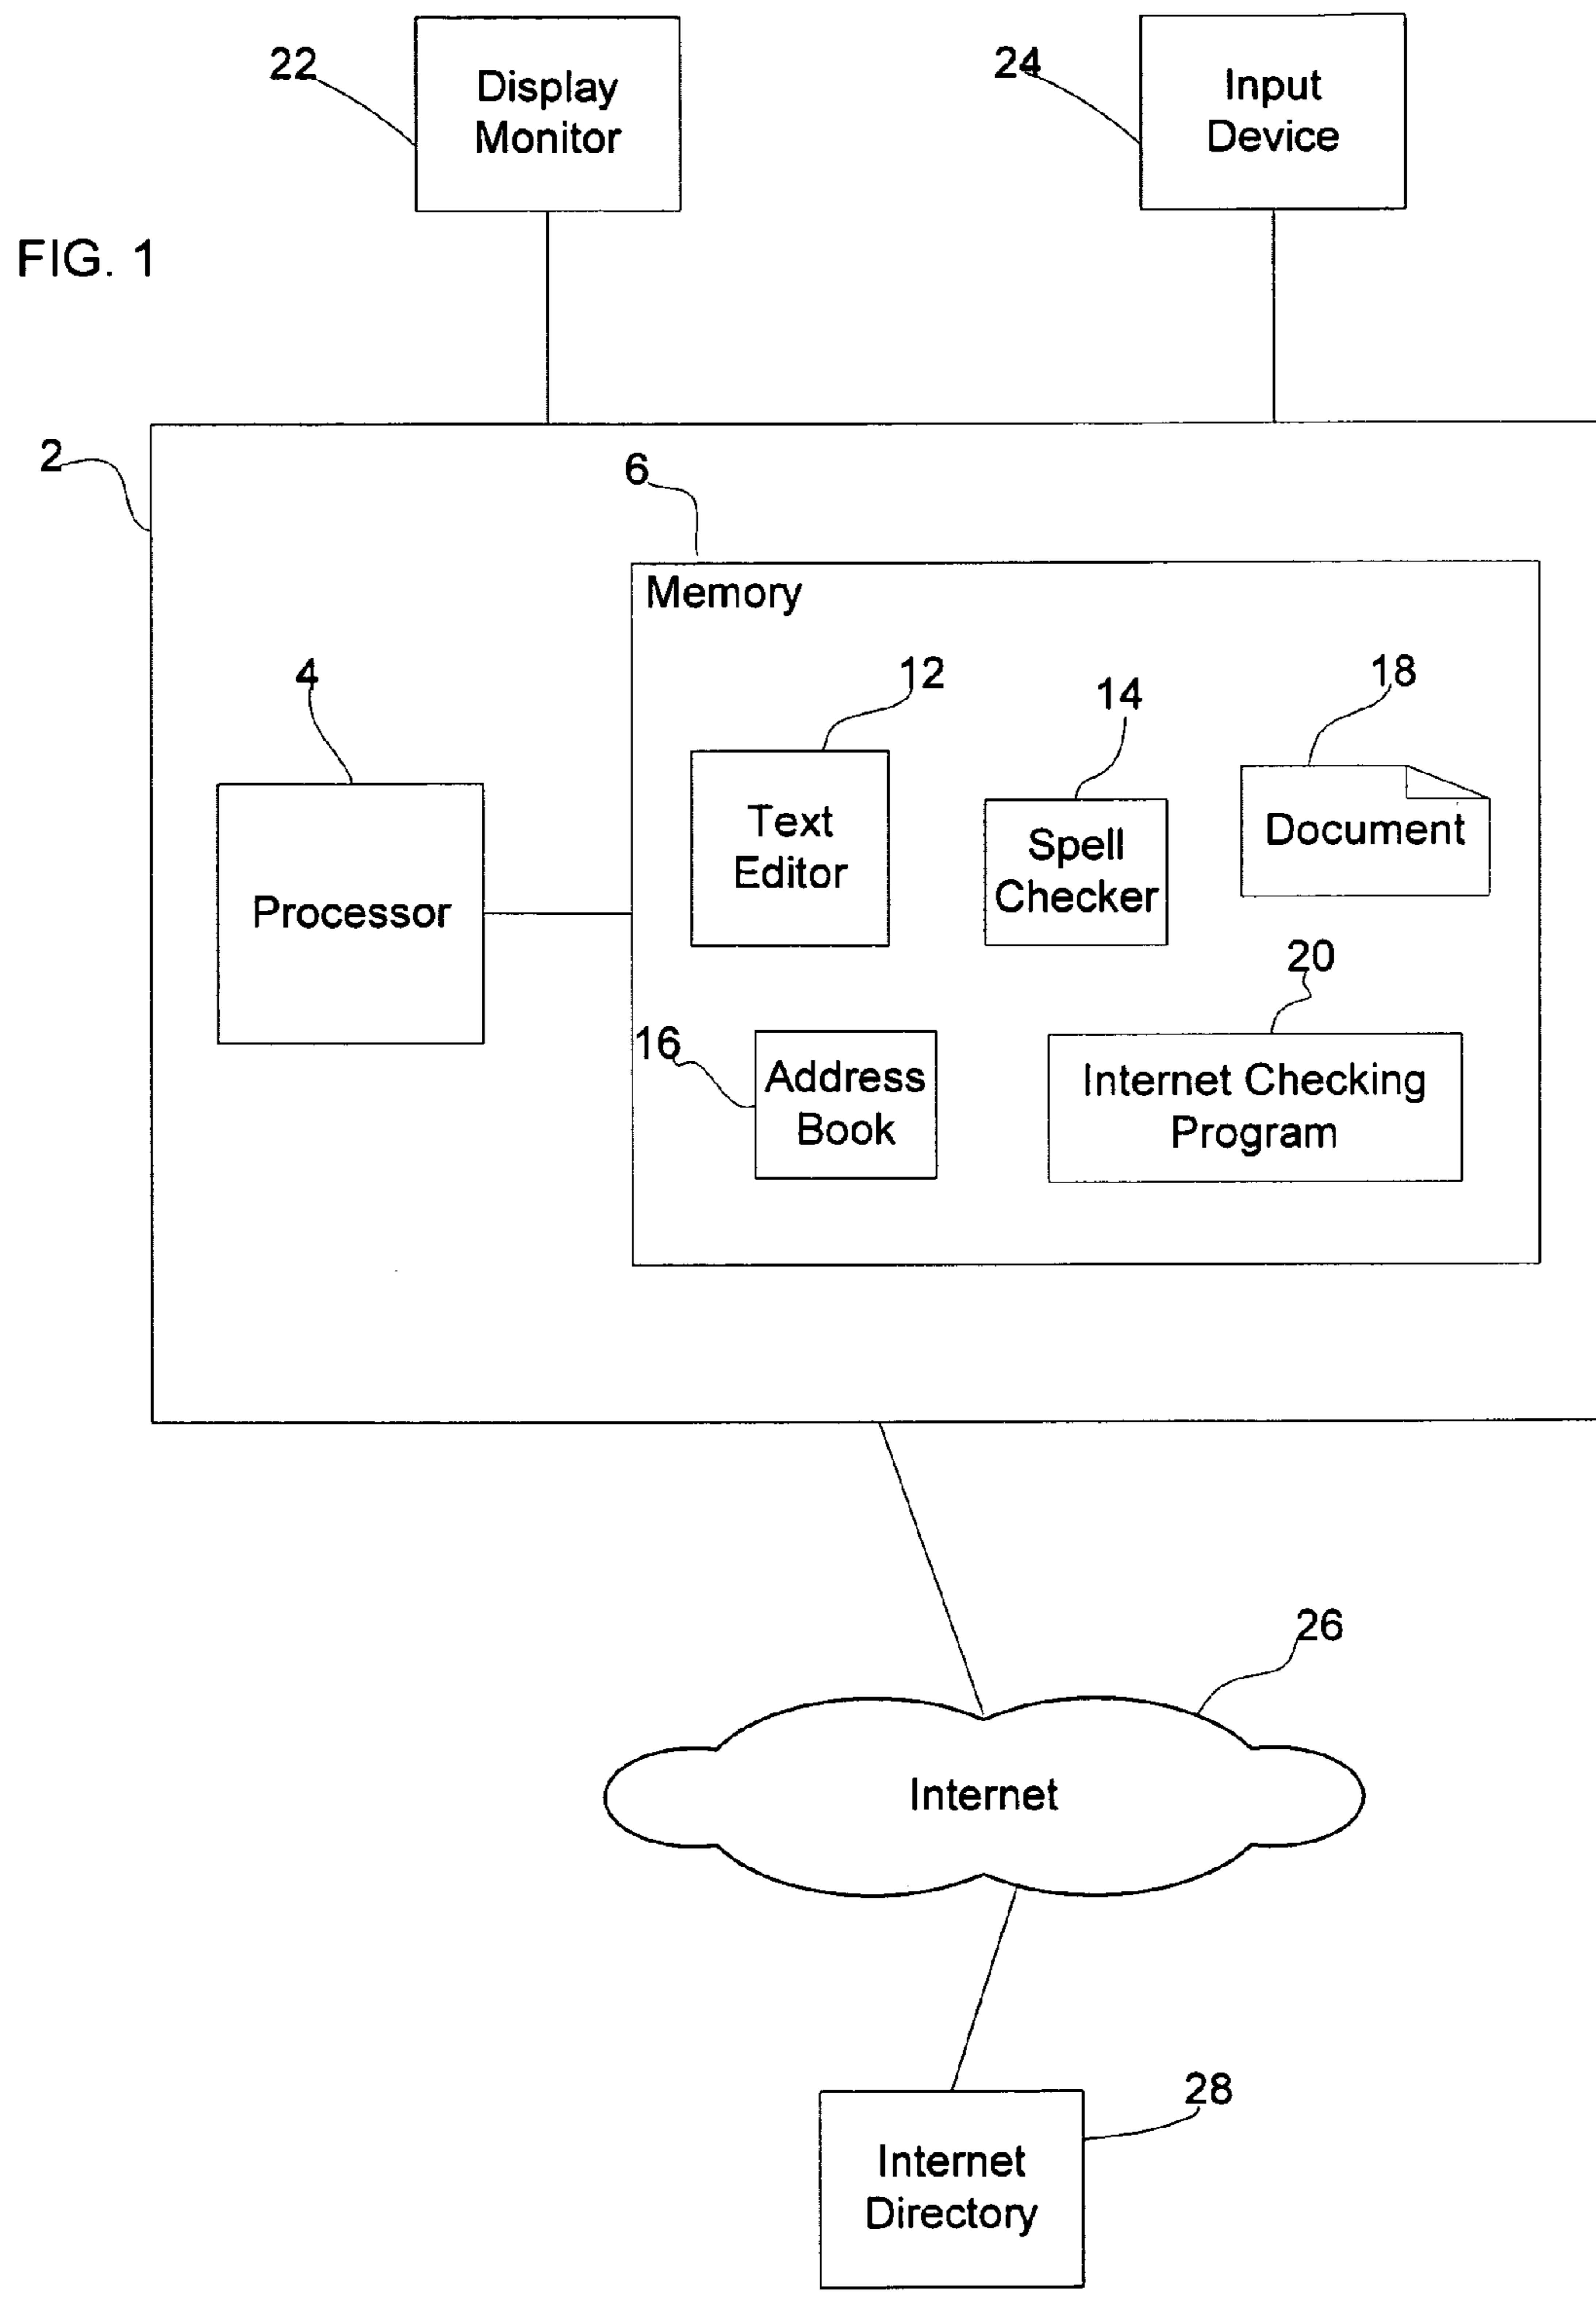 22
Display
Monitor
24
Input
Device
FIG. 1
2
6
Memory
4
Processor
12
Text
Editor
14
Spell
Checker
18
Document
16
Address
Book
20
Internet Checking
Program
26
Internet
28
Internet
Directory